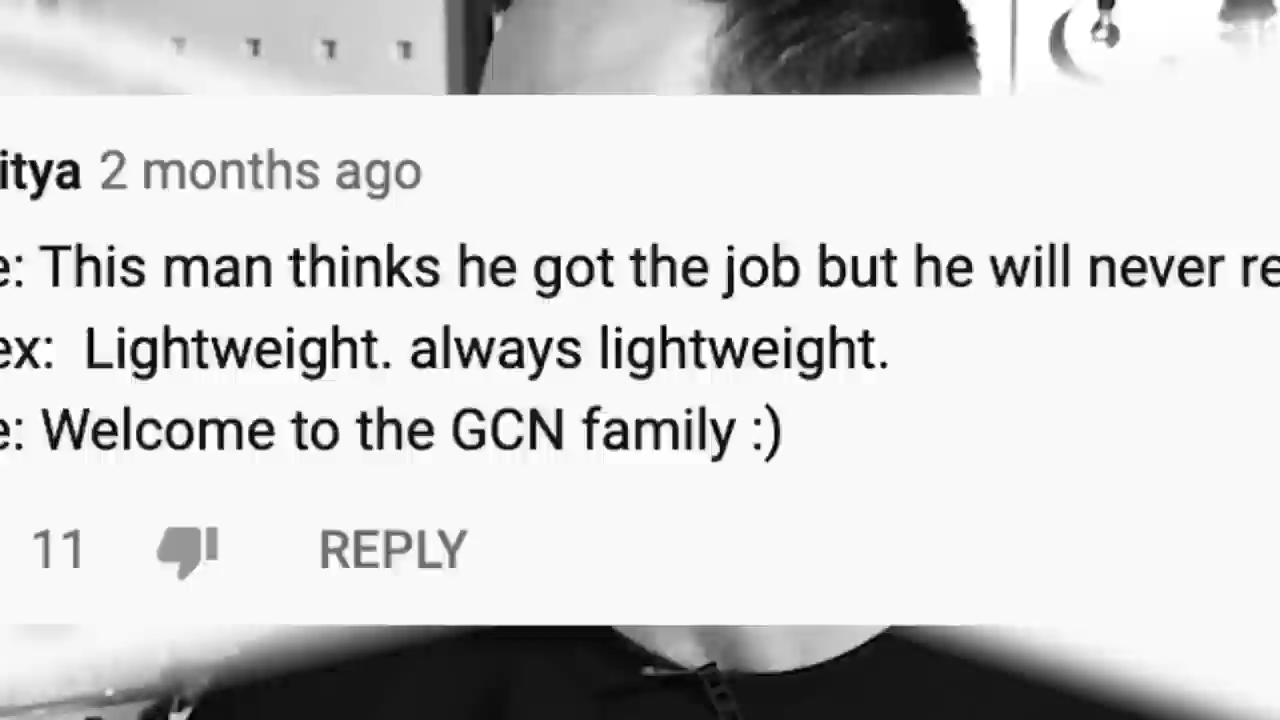 itya 2 months ago
e: This man thinks he got the job but he will never re
ex: Lightweight. always lightweight.
e: Welcome to the GCN family :)
11 REPLY